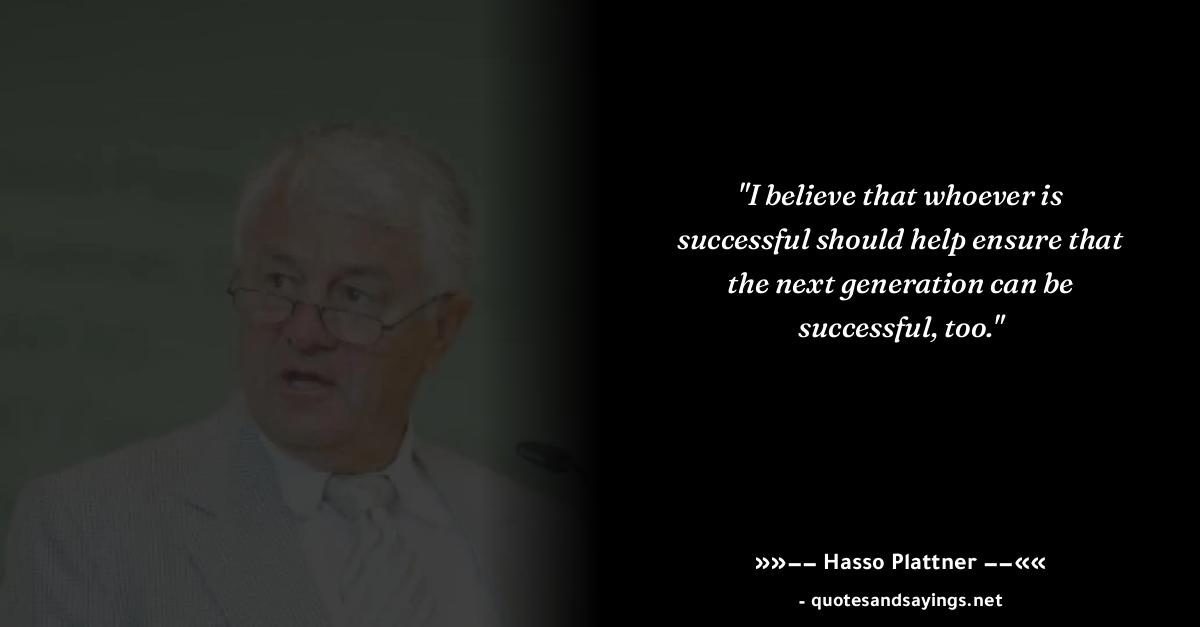 "I believe that whoever is
successful should help ensure that
the next generation can be
successful, too."
»»–– Hasso Plattner ––««
- quotesandsayings.net